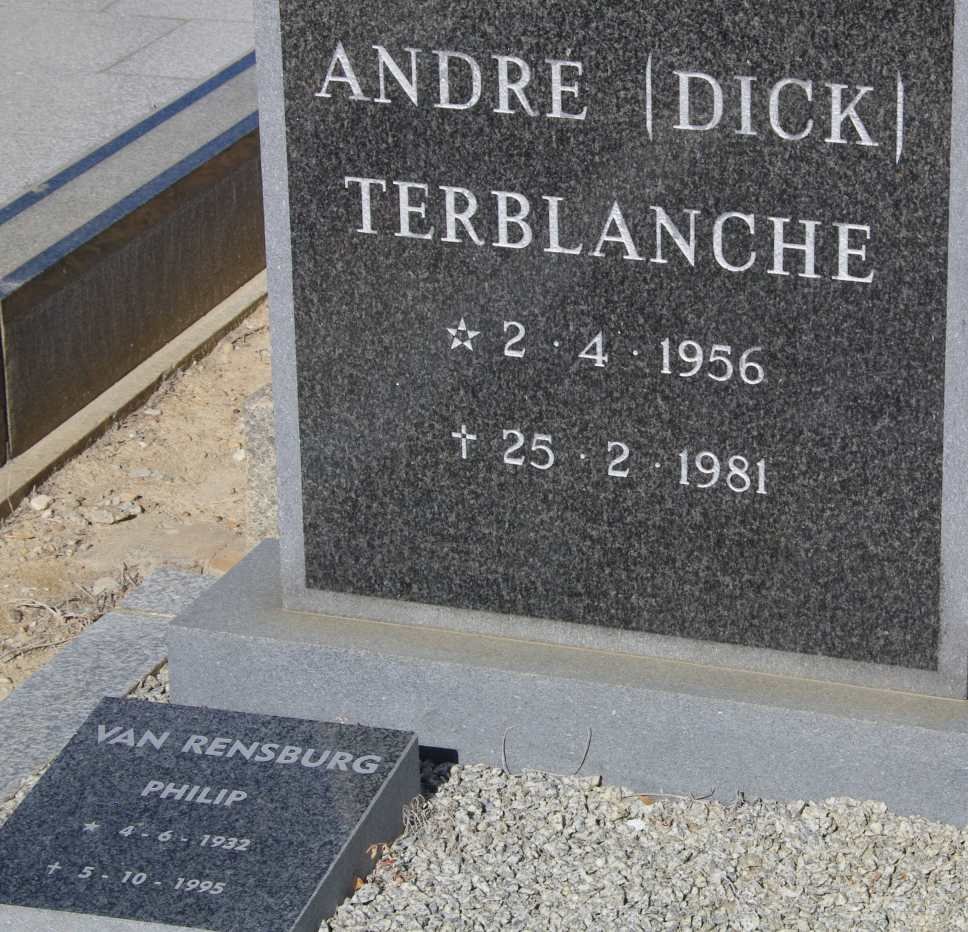 ANDRÉ (DICK)
TERBLANCHE
★ 2 · 4 · 1956
✝ 25 · 2 · 1981
VAN RENSBURG
PHILIP
★ 4 - 6 - 1932
✝ 5 - 10 - 1995